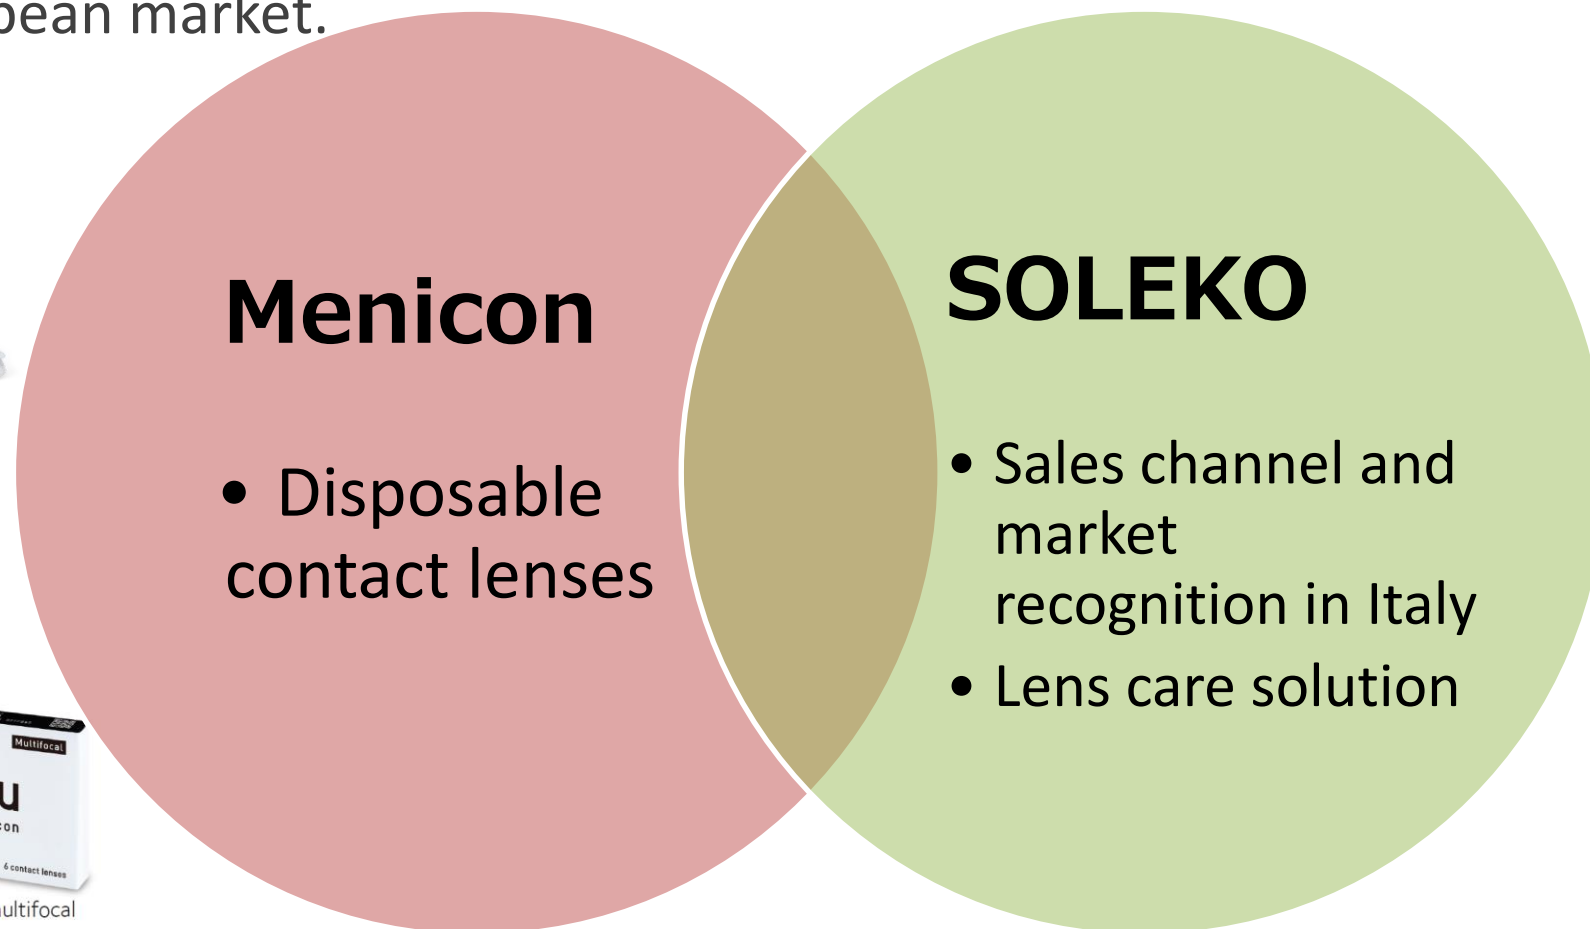 pean market.
Menicon
• Disposable
contact lenses
SOLEKO
• Sales channel and
market
recognition in Italy
• Lens care solution
Multifocal
u
con
6 contact lenses
ultifocal